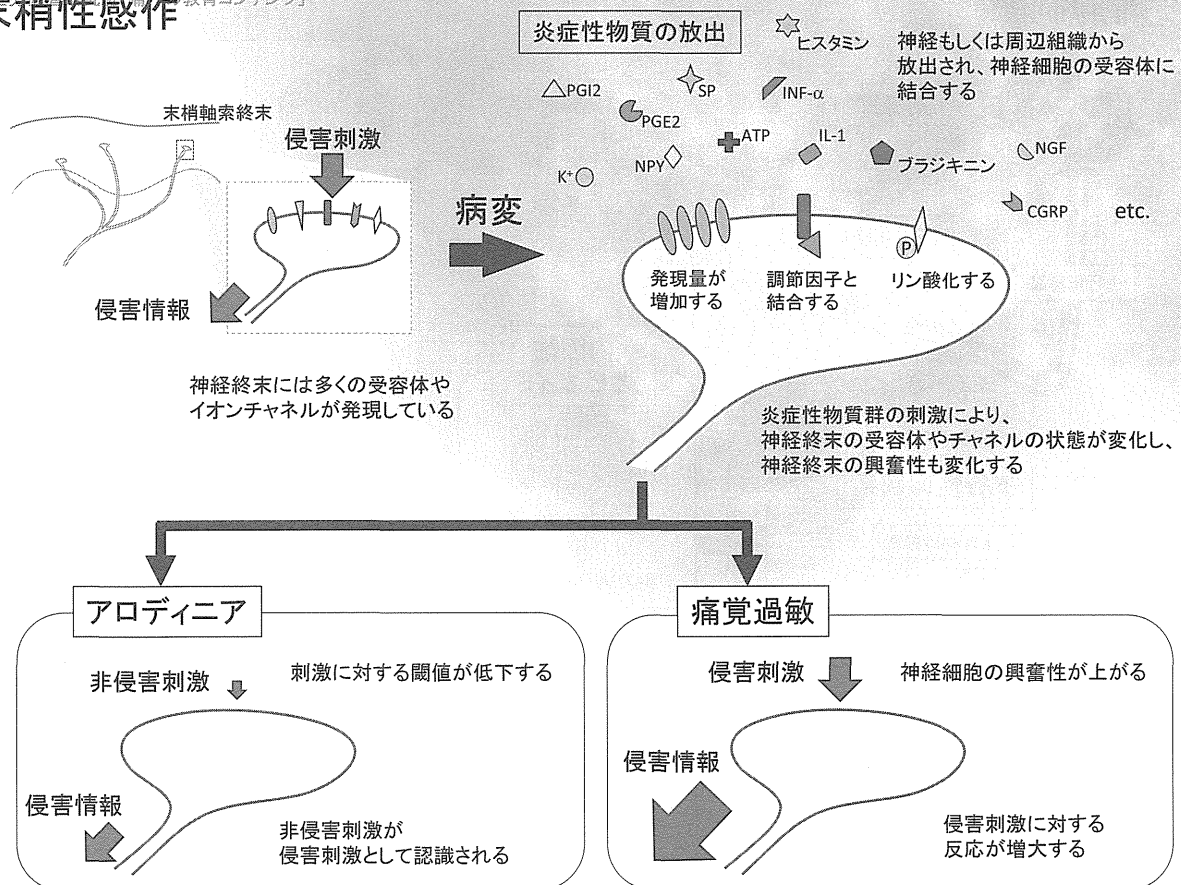 末梢性感作
炎症性物質の放出
ヒスタミン
神経もしくは周辺組織から
放出され、神経細胞の受容体に
結合する
PGI2
SP
INF-α
PGE2
ATP
IL-1
NPY
ブラジキニン
NGF
K⁺
CGRP
etc.
末梢軸索終末
侵害刺激
病変
侵害情報
発現量が
増加する
調節因子と
結合する
P
リン酸化する
神経終末には多くの受容体や
イオンチャネルが発現している
炎症性物質群の刺激により、
神経終末の受容体やチャネルの状態が変化し、
神経終末の興奮性も変化する
アロディニア
非侵害刺激
刺激に対する閾値が低下する
侵害情報
非侵害刺激が
侵害刺激として認識される
痛覚過敏
侵害刺激
神経細胞の興奮性が上がる
侵害情報
侵害刺激に対する
反応が増大する